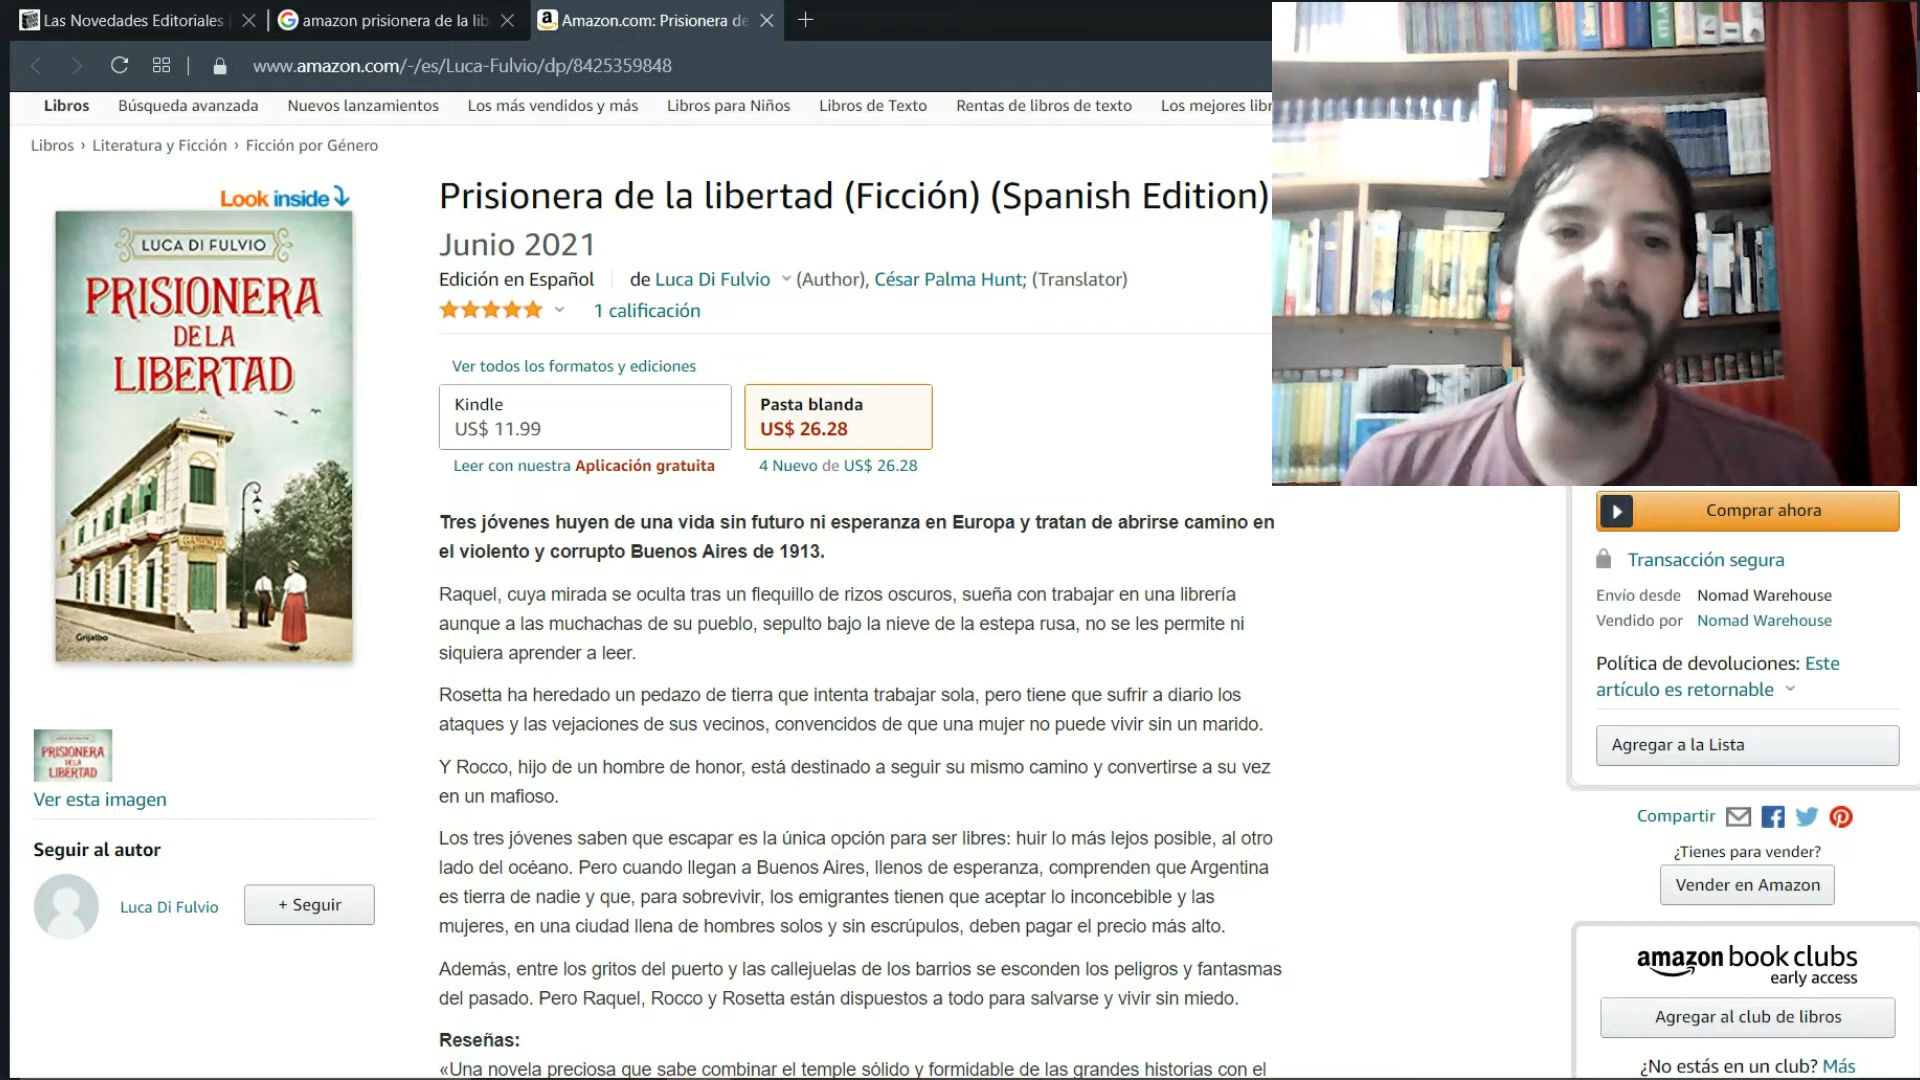 Las Novedades Editoriales
amazon prisionera de la lib
Amazon.com: Prisionera de
www.amazon.com/-/es/Luca-Fulvio/dp/8425359848
Libros
Búsqueda avanzada
Nuevos lanzamientos
Los más vendidos y más
Libros para Niños
Libros de Texto
Rentas de libros de texto
Los mejores libr
Libros › Literatura y Ficción › Ficción por Género
Look inside
LUCA DI FULVIO
PRISIONERA
DE LA
LIBERTAD
CAMINITO
Grijalbo
PRISIONERA
DE LA
LIBERTAD
Ver esta imagen
Seguir al autor
Luca Di Fulvio
+ Seguir
Prisionera de la libertad (Ficción) (Spanish Edition)
Junio 2021
Edición en Español
de Luca Di Fulvio (Author), César Palma Hunt; (Translator)
1 calificación
Ver todos los formatos y ediciones
Kindle
US$ 11.99
Pasta blanda
US$ 26.28
Leer con nuestra Aplicación gratuita
4 Nuevo de US$ 26.28
Tres jóvenes huyen de una vida sin futuro ni esperanza en Europa y tratan de abrirse camino en
el violento y corrupto Buenos Aires de 1913.
Raquel, cuya mirada se oculta tras un flequillo de rizos oscuros, sueña con trabajar en una librería
aunque a las muchachas de su pueblo, sepulto bajo la nieve de la estepa rusa, no se les permite ni
siquiera aprender a leer.
Rosetta ha heredado un pedazo de tierra que intenta trabajar sola, pero tiene que sufrir a diario los
ataques y las vejaciones de sus vecinos, convencidos de que una mujer no puede vivir sin un marido.
Y Rocco, hijo de un hombre de honor, está destinado a seguir su mismo camino y convertirse a su vez
en un mafioso.
Los tres jóvenes saben que escapar es la única opción para ser libres: huir lo más lejos posible, al otro
lado del océano. Pero cuando llegan a Buenos Aires, llenos de esperanza, comprenden que Argentina
es tierra de nadie y que, para sobrevivir, los emigrantes tienen que aceptar lo inconcebible y las
mujeres, en una ciudad llena de hombres solos y sin escrúpulos, deben pagar el precio más alto.
Además, entre los gritos del puerto y las callejuelas de los barrios se esconden los peligros y fantasmas
del pasado. Pero Raquel, Rocco y Rosetta están dispuestos a todo para salvarse y vivir sin miedo.
Reseñas:
«Una novela preciosa que sabe combinar el temple sólido y formidable de las grandes historias con el
Comprar ahora
Transacción segura
Envío desde Nomad Warehouse
Vendido por Nomad Warehouse
Política de devoluciones: Este
artículo es retornable
Agregar a la Lista
Compartir
¿Tienes para vender?
Vender en Amazon
amazon book clubs
early access
Agregar al club de libros
¿No estás en un club? Más